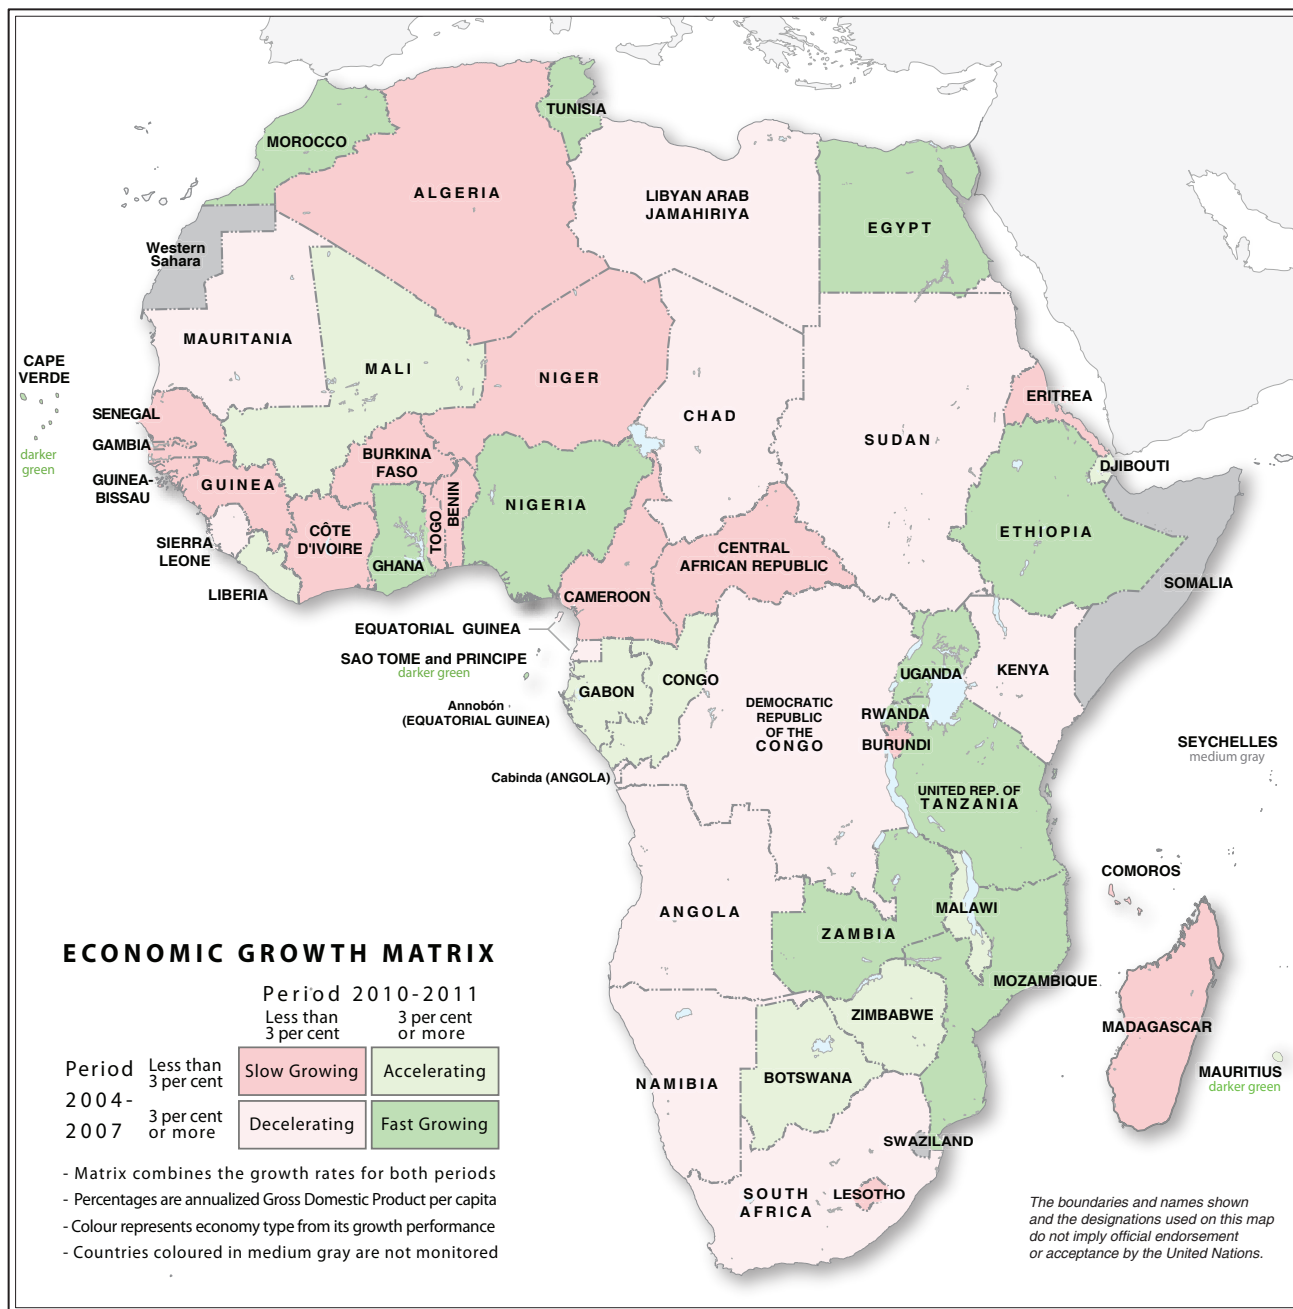 TUNISIA
MOROCCO
ALGERIA
LIBYAN ARAB
JAMAHIRIYA
EGYPT
Western
Sahara
MAURITANIA
CAPE
VERDE
MALI
NIGER
CHAD
SUDAN
ERITREA
SENEGAL
GAMBIA
darker
green
BURKINA
FASO
DJIBOUTI
GUINEA-
BISSAU
GUINEA
NIGERIA
BENIN
TOGO
CÔTE
D'IVOIRE
GHANA
ETHIOPIA
SIERRA
LEONE
CENTRAL
AFRICAN REPUBLIC
SOMALIA
LIBERIA
CAMEROON
EQUATORIAL GUINEA
SAO TOME and PRINCIPE
darker green
GABON
CONGO
UGANDA
KENYA
Annobón
(EQUATORIAL GUINEA)
DEMOCRATIC
REPUBLIC
OF THE
CONGO
RWANDA
BURUNDI
SEYCHELLES
medium gray
Cabinda (ANGOLA)
UNITED REP. OF
TANZANIA
COMOROS
ANGOLA
MALAWI
ZAMBIA
MOZAMBIQUE
ZIMBABWE
MADAGASCAR
NAMIBIA
BOTSWANA
MAURITIUS
darker green
SWAZILAND
SOUTH
AFRICA
LESOTHO
ECONOMIC GROWTH MATRIX
Period 2010-2011
Less than
3 per cent
3 per cent
or more
Period
2004-
2007
Less than
3 per cent
Slow Growing
Accelerating
3 per cent
or more
Decelerating
Fast Growing
- Matrix combines the growth rates for both periods
- Percentages are annualized Gross Domestic Product per capita
- Colour represents economy type from its growth performance
- Countries coloured in medium gray are not monitored
The boundaries and names shown
and the designations used on this map
do not imply official endorsement
or acceptance by the United Nations.